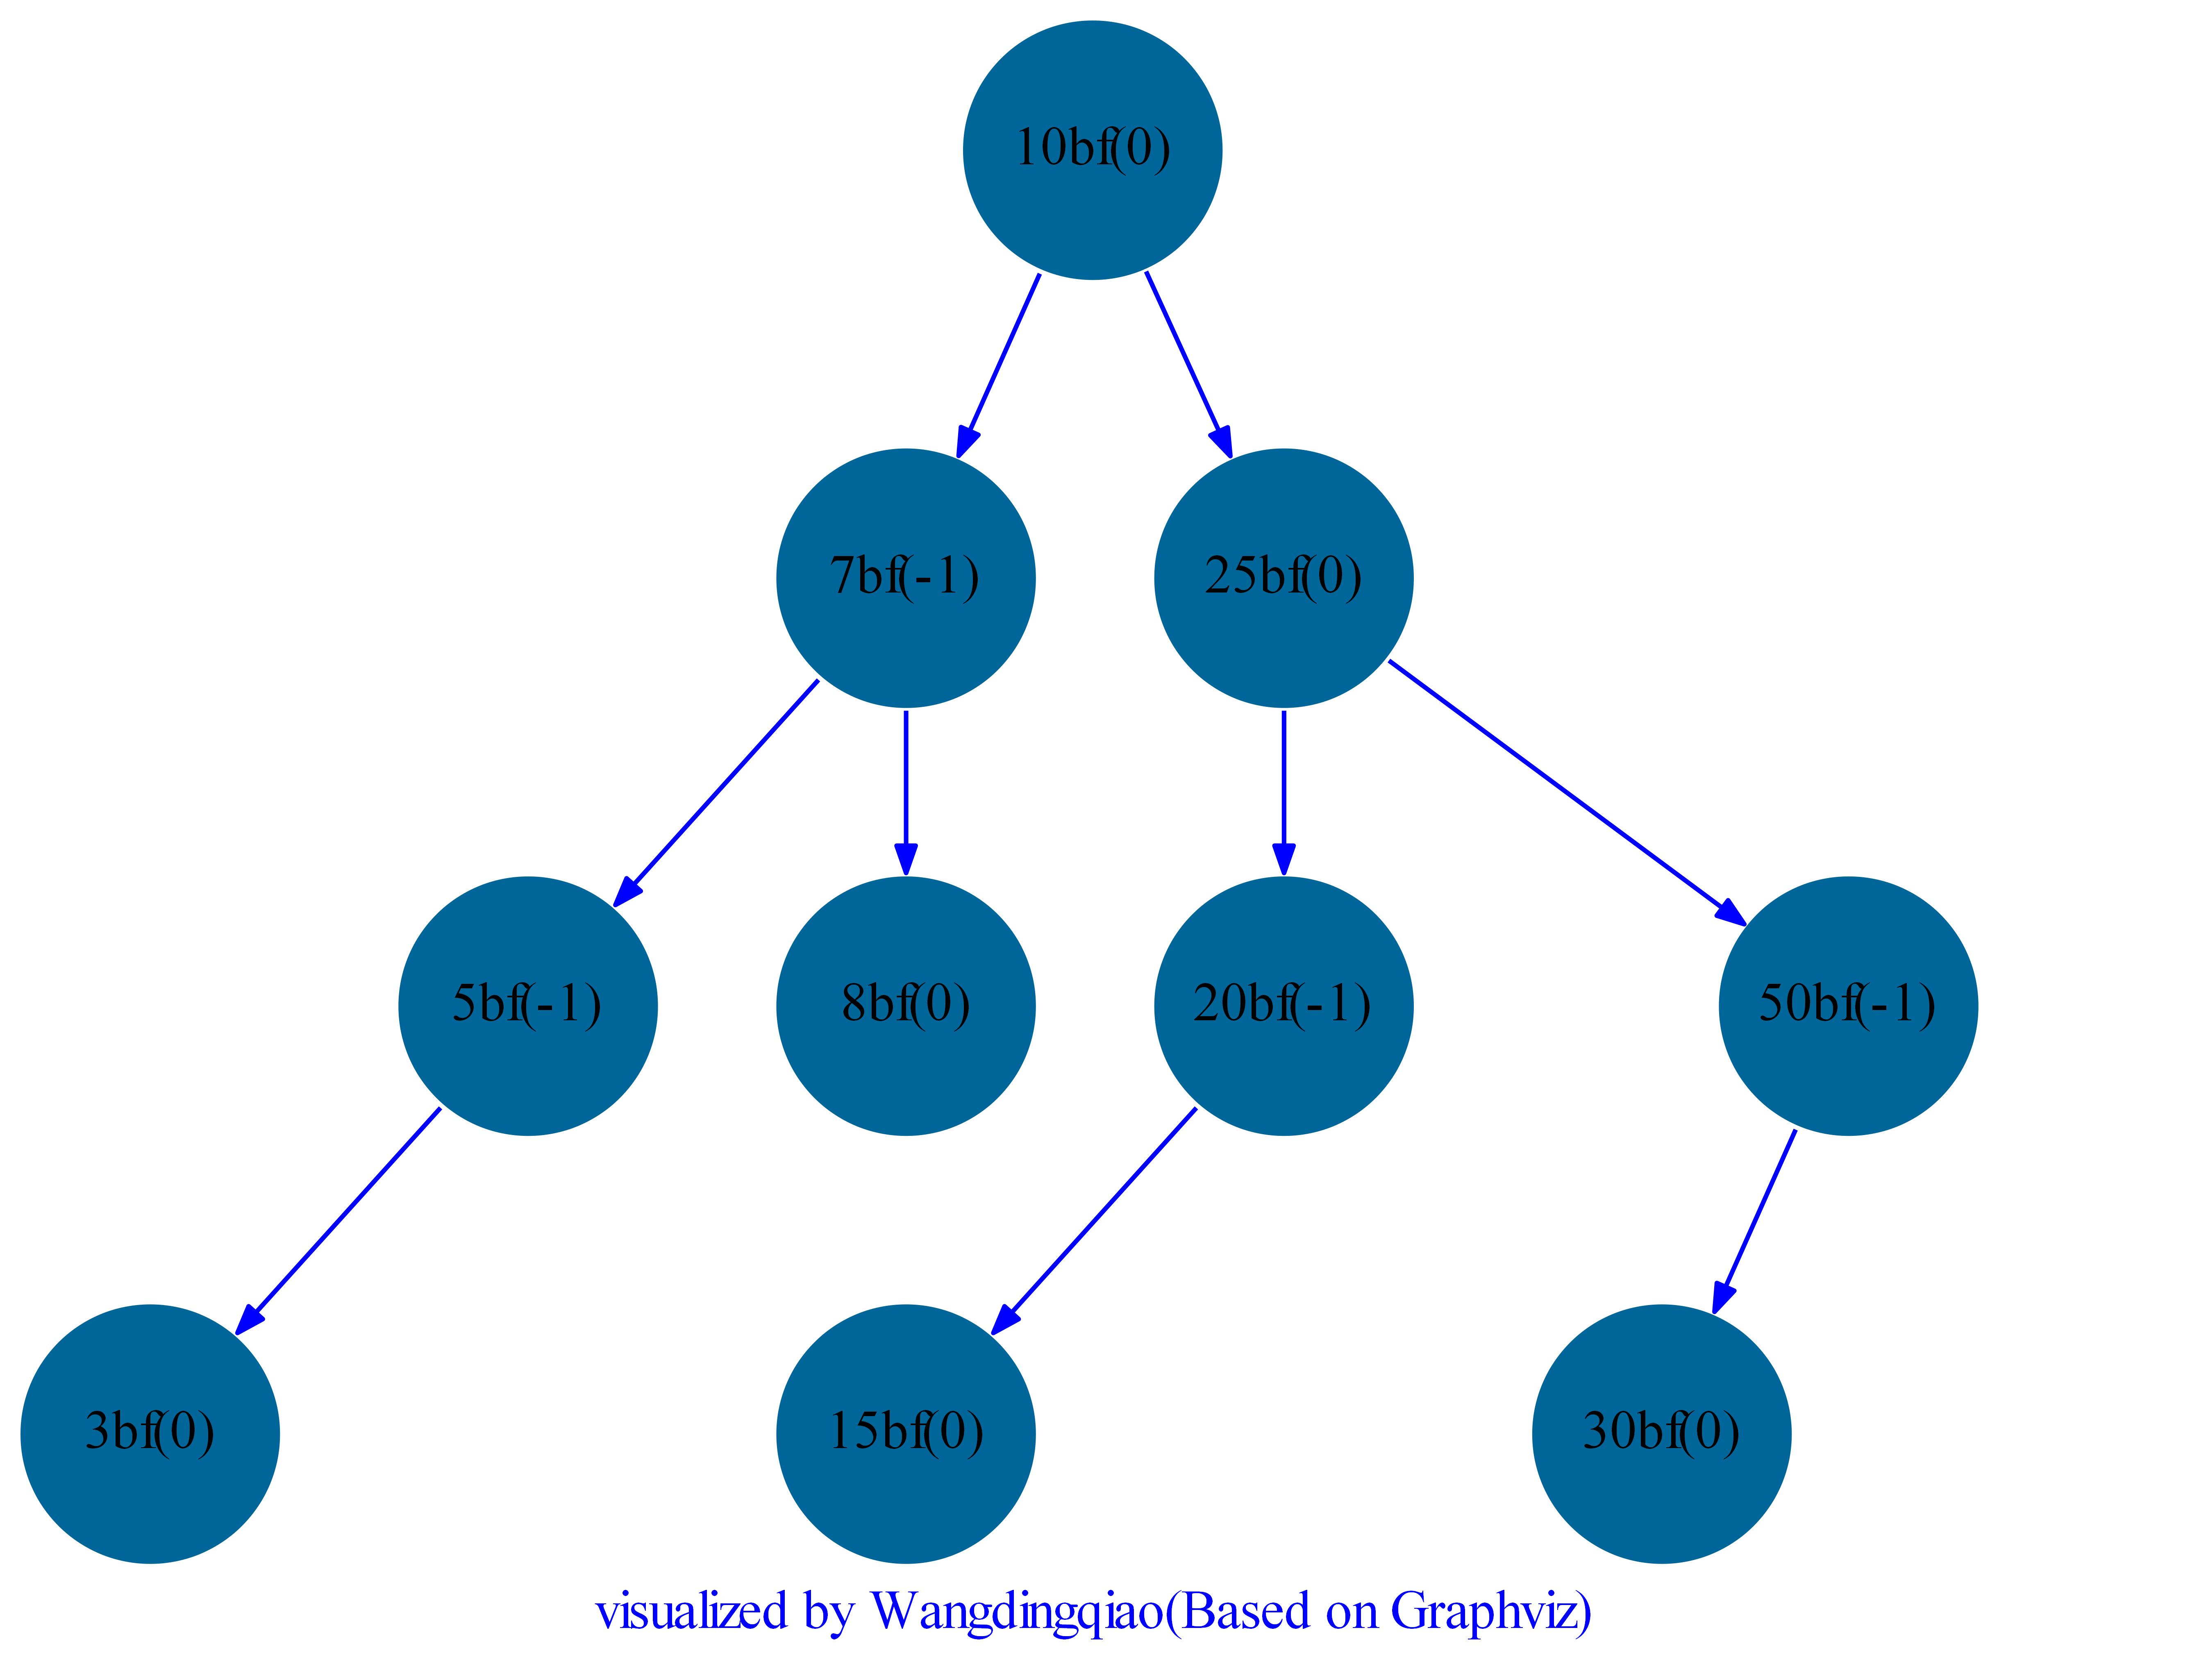 10bf(0)
7bf(-1)
25bf(0)
5bf(-1)
8bf(0)
20bf(-1)
50bf(-1)
3bf(0)
15bf(0)
30bf(0)
visualized by Wangdingqiao(Based on Graphviz)